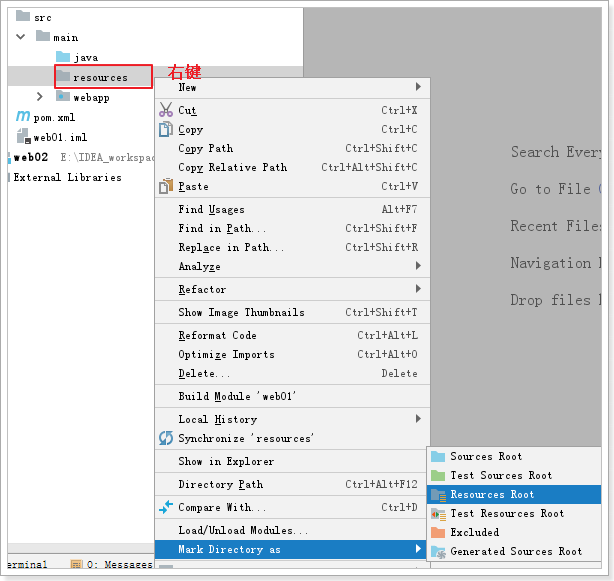 src
main
java
resources
右键
webapp
pom.xml
web01.iml
web02 E:\IDEA_workspac
External Libraries
New
Cut Ctrl+X
Copy Ctrl+C
Copy Path Ctrl+Shift+C
Copy Relative Path Ctrl+Alt+Shift+C
Paste Ctrl+V
Find Usages Alt+F7
Find in Path... Ctrl+Shift+F
Replace in Path... Ctrl+Shift+R
Analyze
Refactor
Show Image Thumbnails Ctrl+Shift+T
Reformat Code Ctrl+Alt+L
Optimize Imports Ctrl+Alt+O
Delete... Delete
Build Module 'web01'
Local History
Synchronize 'resources'
Show in Explorer
Directory Path Ctrl+Alt+F12
Compare With... Ctrl+D
Load/Unload Modules...
Mark Directory as
Sources Root
Test Sources Root
Resources Root
Test Resources Root
Excluded
Generated Sources Root
Search Every
Go to File
Recent Files
Navigation
Drop files
erminal 0: Messages